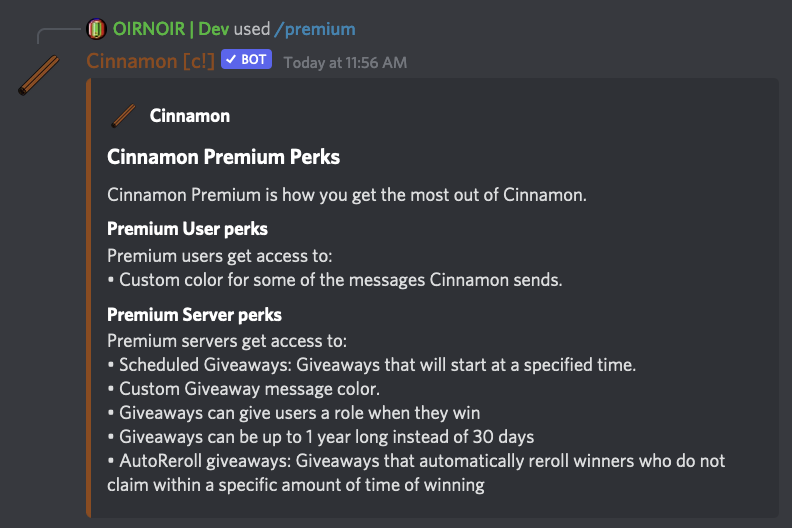 OIRNOIR | Dev used /premium
Cinnamon [c!] ✓ BOT Today at 11:56 AM
Cinnamon
Cinnamon Premium Perks
Cinnamon Premium is how you get the most out of Cinnamon.
Premium User perks
Premium users get access to:
• Custom color for some of the messages Cinnamon sends.
Premium Server perks
Premium servers get access to:
• Scheduled Giveaways: Giveaways that will start at a specified time.
• Custom Giveaway message color.
• Giveaways can give users a role when they win
• Giveaways can be up to 1 year long instead of 30 days
• AutoReroll giveaways: Giveaways that automatically reroll winners who do not
claim within a specific amount of time of winning